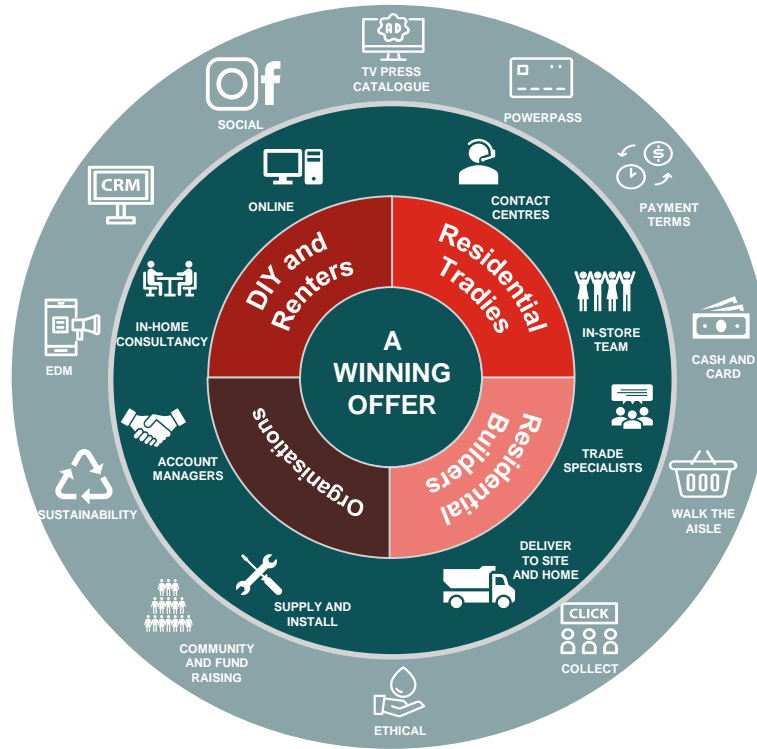 AD
TV PRESS
CATALOGUE
f
SOCIAL
POWERPASS
CRM
$
PAYMENT
TERMS
ONLINE
CONTACT
CENTRES
DIY and
Renters
Residential
Tradies
IN-HOME
CONSULTANCY
IN-STORE
TEAM
EDM
CASH AND
CARD
A
WINNING
OFFER
ACCOUNT
MANAGERS
Organisations
Residential
Builders
TRADE
SPECIALISTS
SUSTAINABILITY
WALK THE
AISLE
SUPPLY AND
INSTALL
DELIVER
TO SITE
AND HOME
COMMUNITY
AND FUND
RAISING
CLICK
COLLECT
ETHICAL